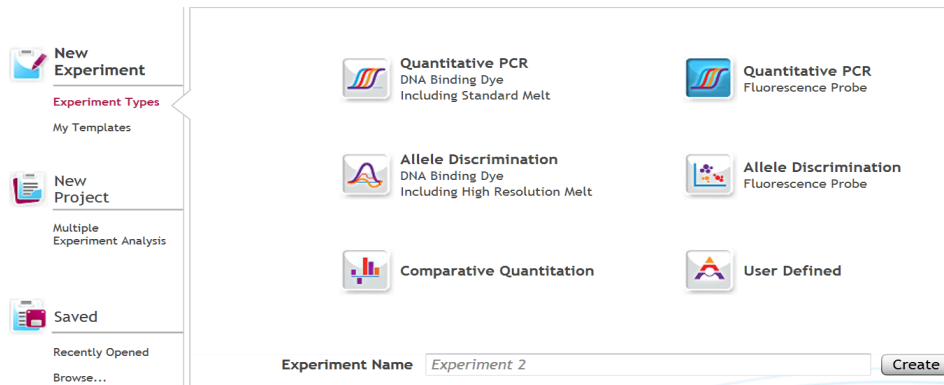 New
Experiment
Experiment Types
My Templates
New
Project
Multiple
Experiment Analysis
Saved
Recently Opened
Browse...
Quantitative PCR
DNA Binding Dye
Including Standard Melt
Quantitative PCR
Fluorescence Probe
Allele Discrimination
DNA Binding Dye
Including High Resolution Melt
Allele Discrimination
Fluorescence Probe
Comparative Quantitation
User Defined
Experiment Name Experiment 2 Create